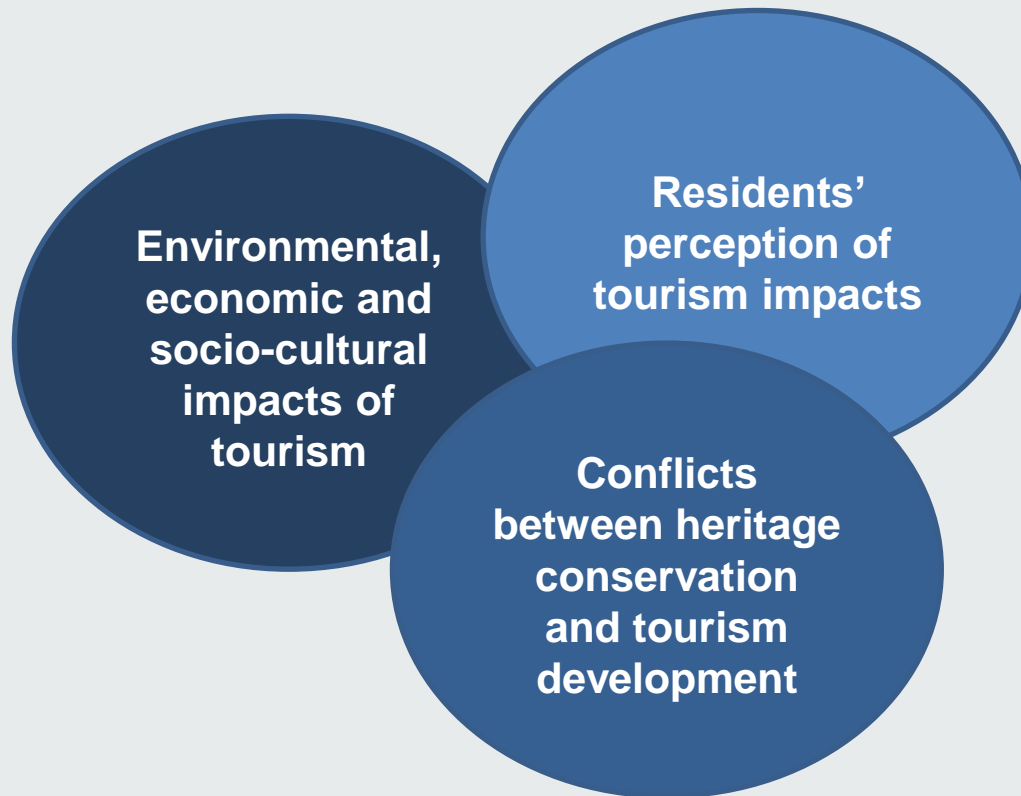 Environmental,
economic and
socio-cultural
impacts of
tourism
Residents’
perception of
tourism impacts
Conflicts
between heritage
conservation
and tourism
development